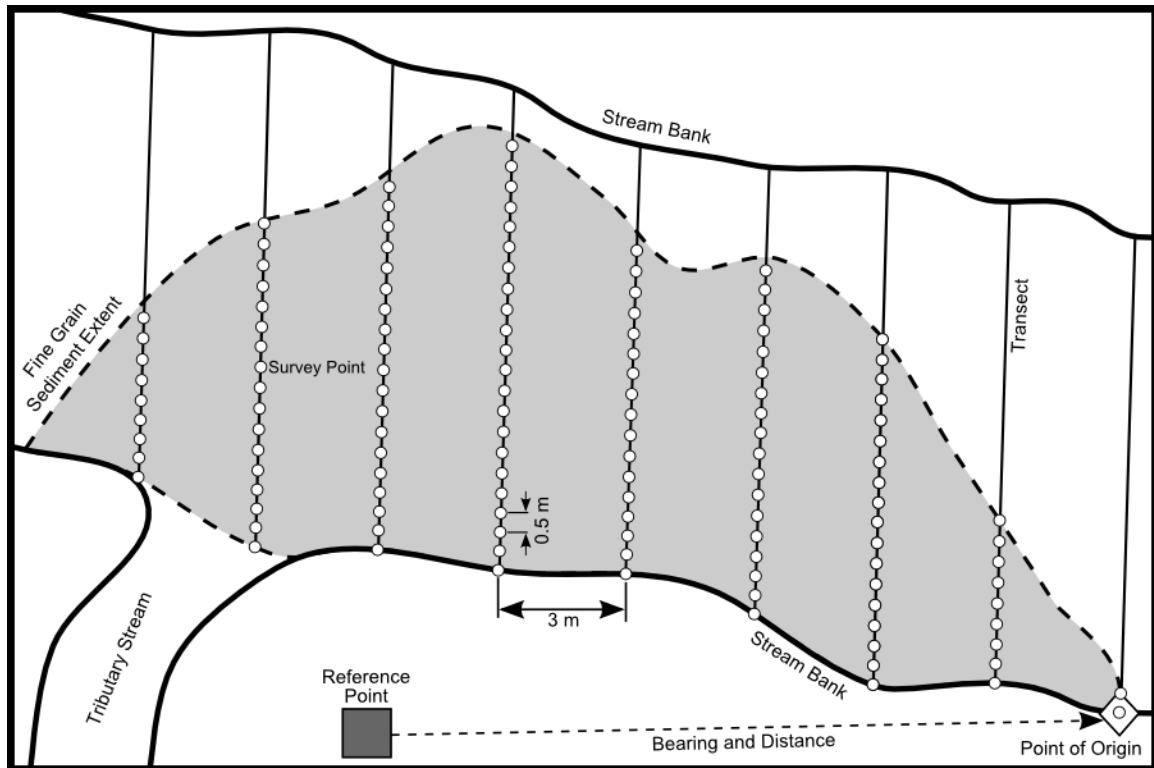 Stream Bank
Fine Grain
Sediment Extent
Transect
Survey Point
0.5 m
3 m
Tributary Stream
Stream Bank
Reference
Point
Bearing and Distance
Point of Origin